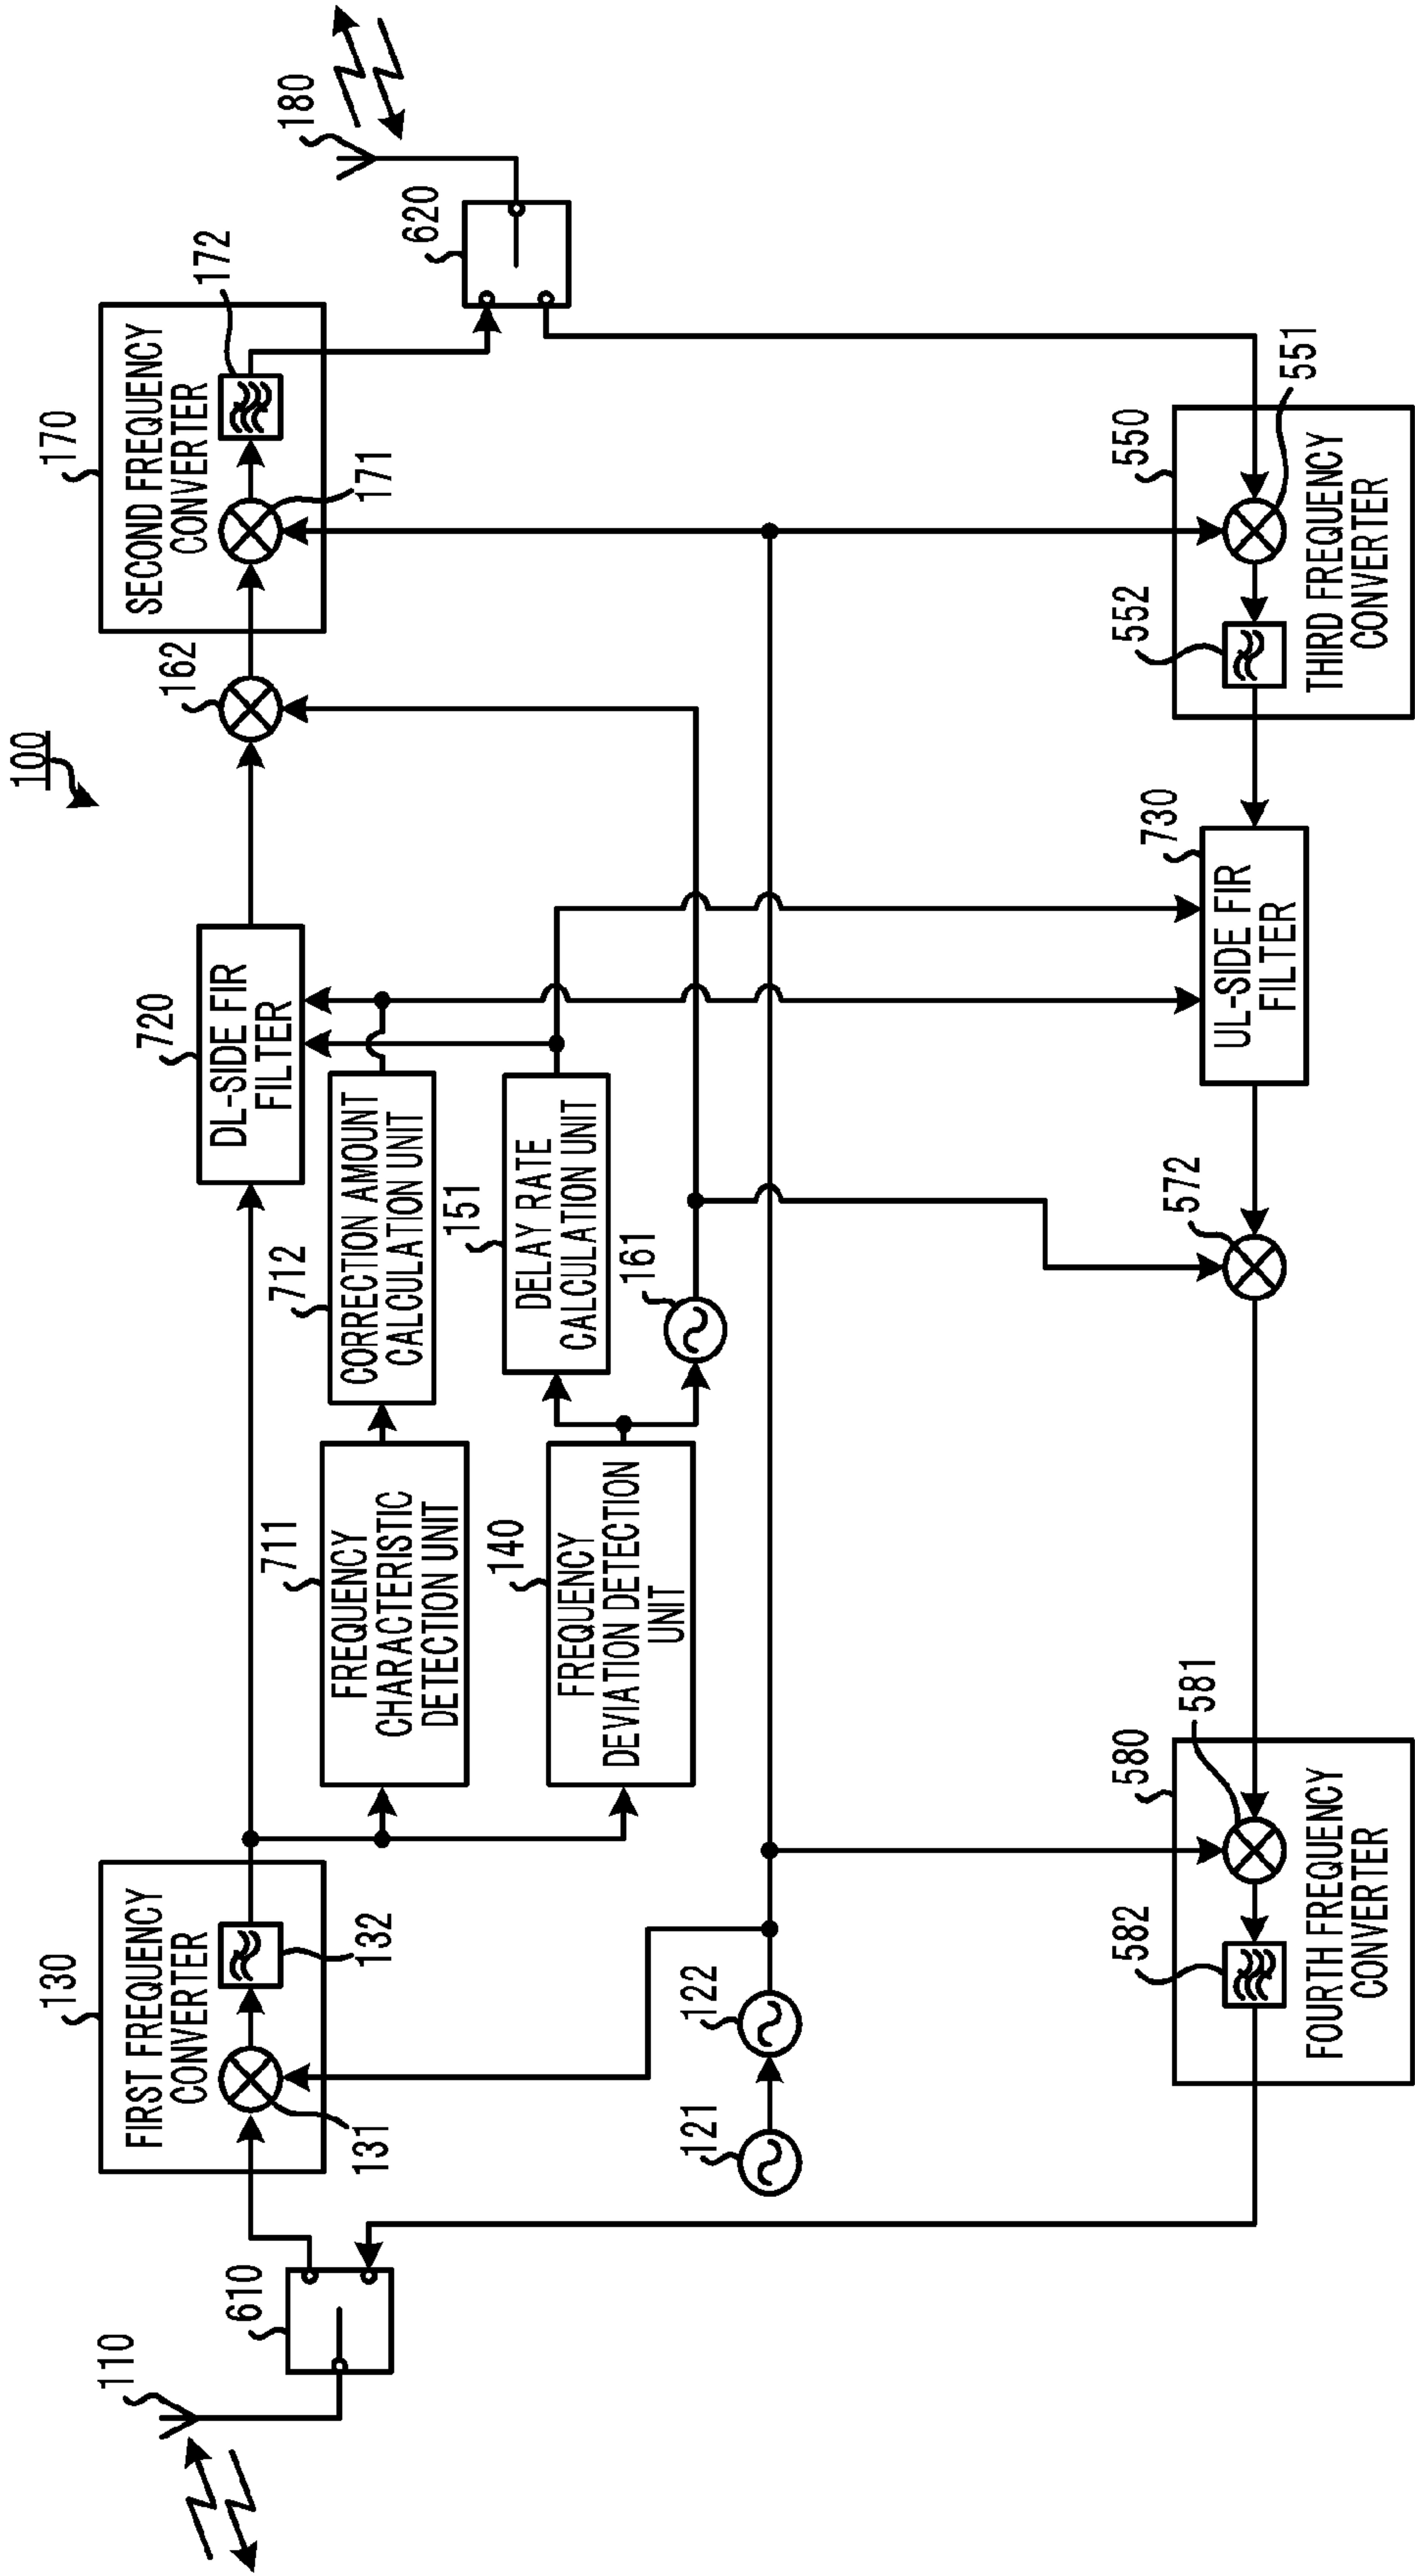 100
110
610
130
FIRST FREQUENCY
CONVERTER
131
132
711
FREQUENCY
CHARACTERISTIC
DETECTION UNIT
712
CORRECTION AMOUNT
CALCULATION UNIT
720
DL-SIDE FIR
FILTER
162
170
SECOND FREQUENCY
CONVERTER
171
172
620
180
140
FREQUENCY
DEVIATION DETECTION
UNIT
151
DELAY RATE
CALCULATION UNIT
161
121
122
580
581
582
FOURTH FREQUENCY
CONVERTER
572
730
UL-SIDE FIR
FILTER
550
551
552
THIRD FREQUENCY
CONVERTER